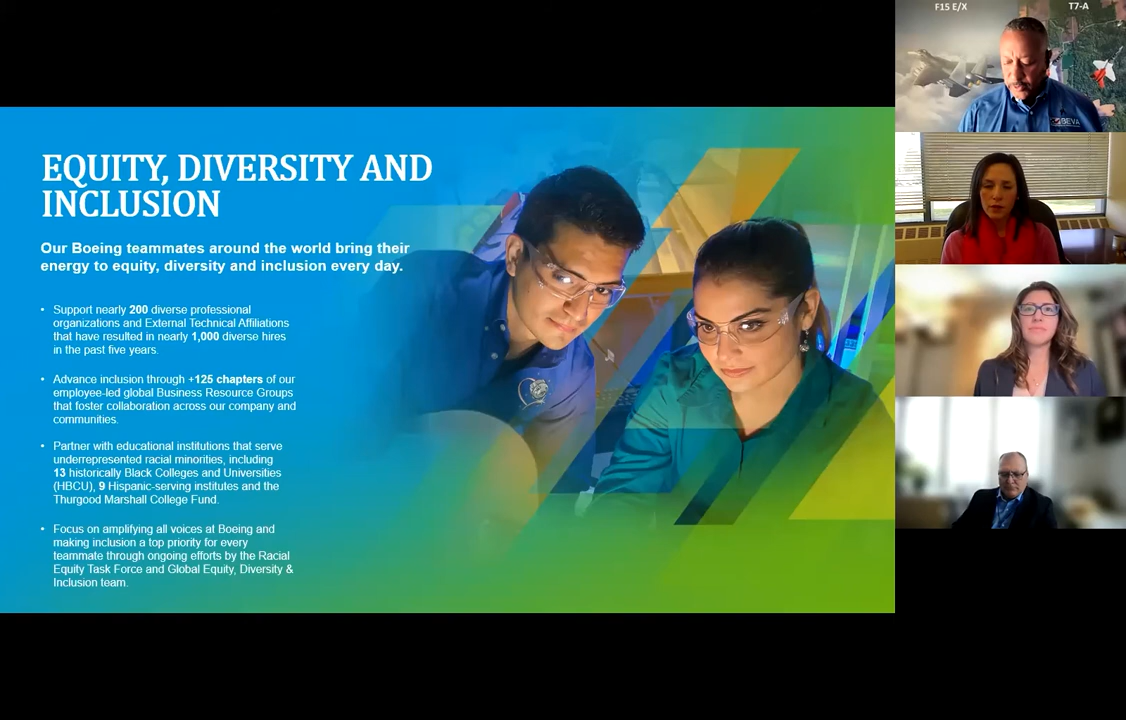 EQUITY, DIVERSITY AND
INCLUSION
Our Boeing teammates around the world bring their
energy to equity, diversity and inclusion every day.
• Support nearly 200 diverse professional
organizations and External Technical Affiliations
that have resulted in nearly 1,000 diverse hires
in the past five years.
• Advance inclusion through +125 chapters of our
employee-led global Business Resource Groups
that foster collaboration across our company and
communities.
• Partner with educational institutions that serve
underrepresented racial minorities, including
13 historically Black Colleges and Universities
(HBCU), 9 Hispanic-serving institutes and the
Thurgood Marshall College Fund.
• Focus on amplifying all voices at Boeing and
making inclusion a top priority for every
teammate through ongoing efforts by the Racial
Equity Task Force and Global Equity, Diversity &
Inclusion team.
F15 E/X
T7-A
BEVA